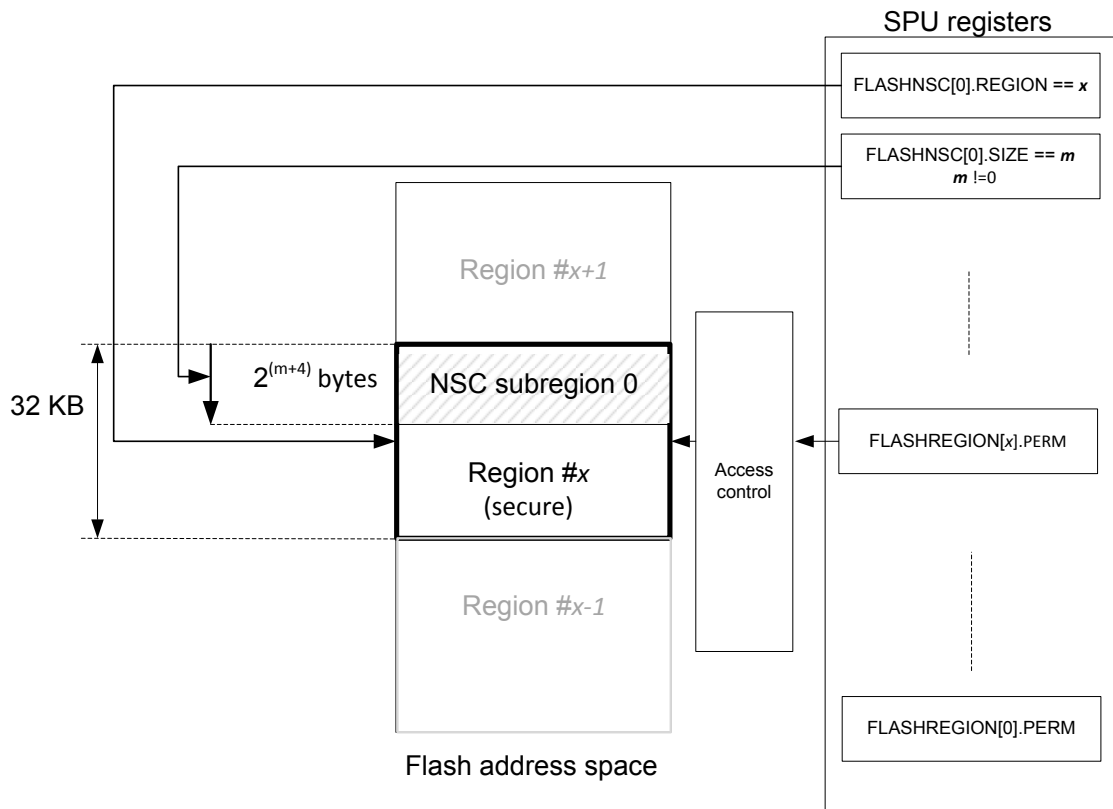 SPU registers
FLASHNSC[0].REGION == x
FLASHNSC[0].SIZE == m
m !=0
Region #x+1
32 KB
2^(m+4) bytes
NSC subregion 0
Region #x
(secure)
Access
control
FLASHREGION[x].PERM
Region #x-1
FLASHREGION[0].PERM
Flash address space